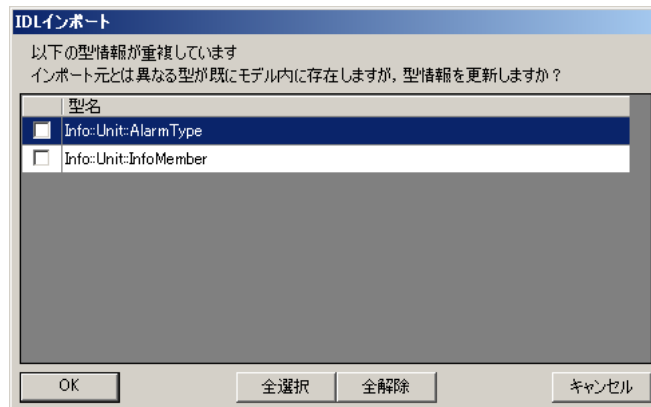 IDLインポート
以下の型情報が重複しています
インポート元とは異なる型が既にモデル内に存在しますが, 型情報を更新しますか？
型名
Info::Unit::AlarmType
Info::Unit::InfoMember
OK
全選択
全解除
キャンセル